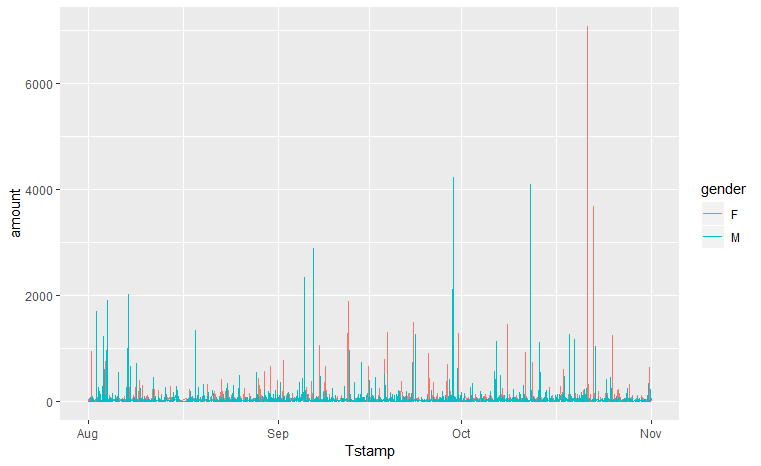 6000
4000
2000
0
amount
Aug
Sep
Oct
Nov
Tstamp
gender
F
M